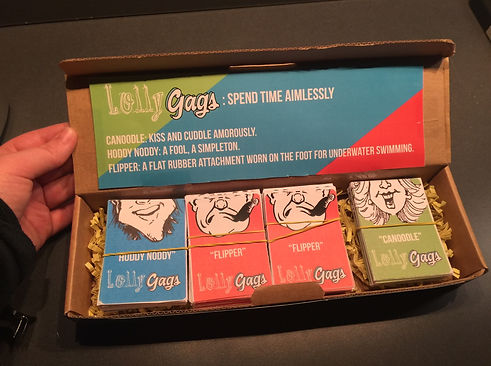 Lolly Gags : SPEND TIME AIMLESSLY
CANOODLE: KISS AND CUDDLE AMOROUSLY.
HODDY NODDY: A FOOL, A SIMPLETON.
FLIPPER: A FLAT RUBBER ATTACHMENT WORN ON THE FOOT FOR UNDERWATER SWIMMING.
"HODDY NODDY"
Lolly Gags
"FLIPPER"
Lolly Gags
"FLIPPER"
Lolly Gags
"CANOODLE"
Lolly Gags